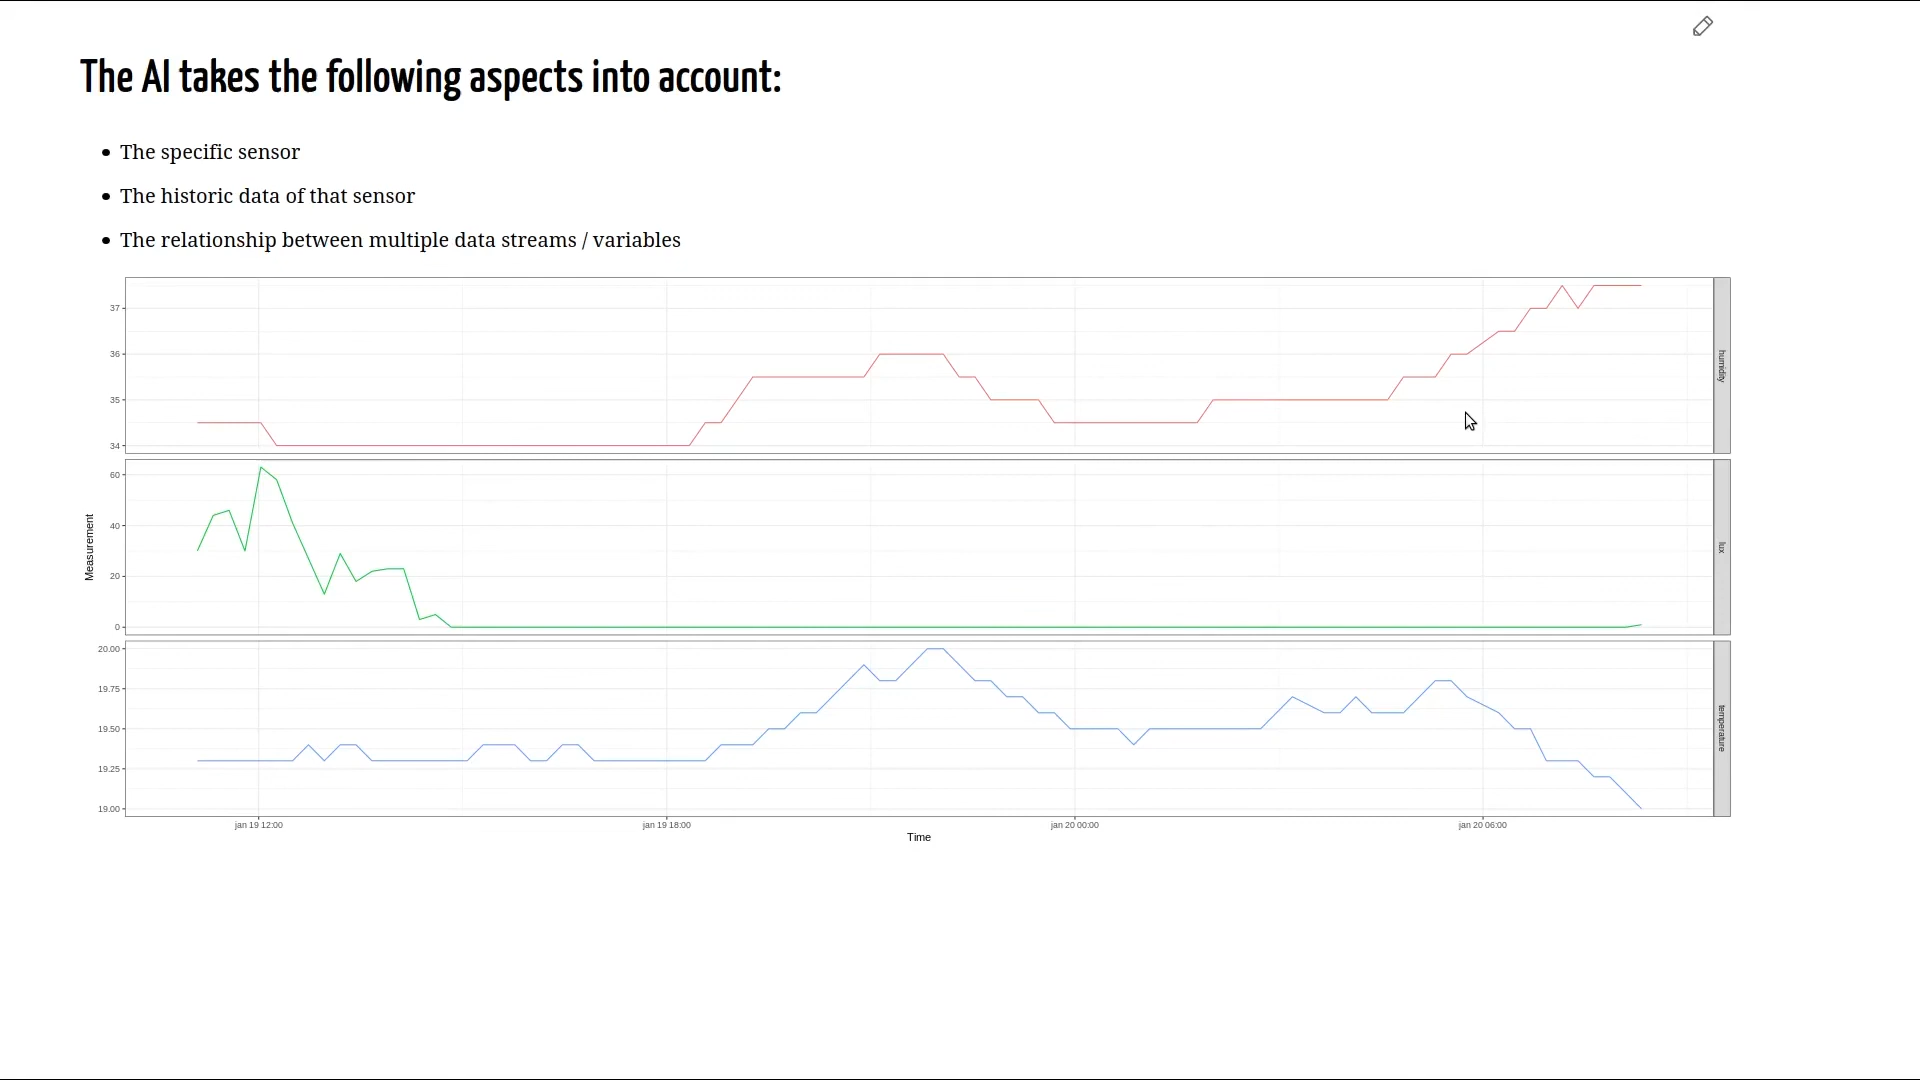 The AI takes the following aspects into account:
The specific sensor
The historic data of that sensor
The relationship between multiple data streams / variables
37
36
35
34
humidity
60
40
20
0
lux
Measurement
20.00
19.75
19.50
19.25
19.00
temperature
jan 19 12:00 jan 19 18:00 jan 20 00:00 jan 20 06:00
Time